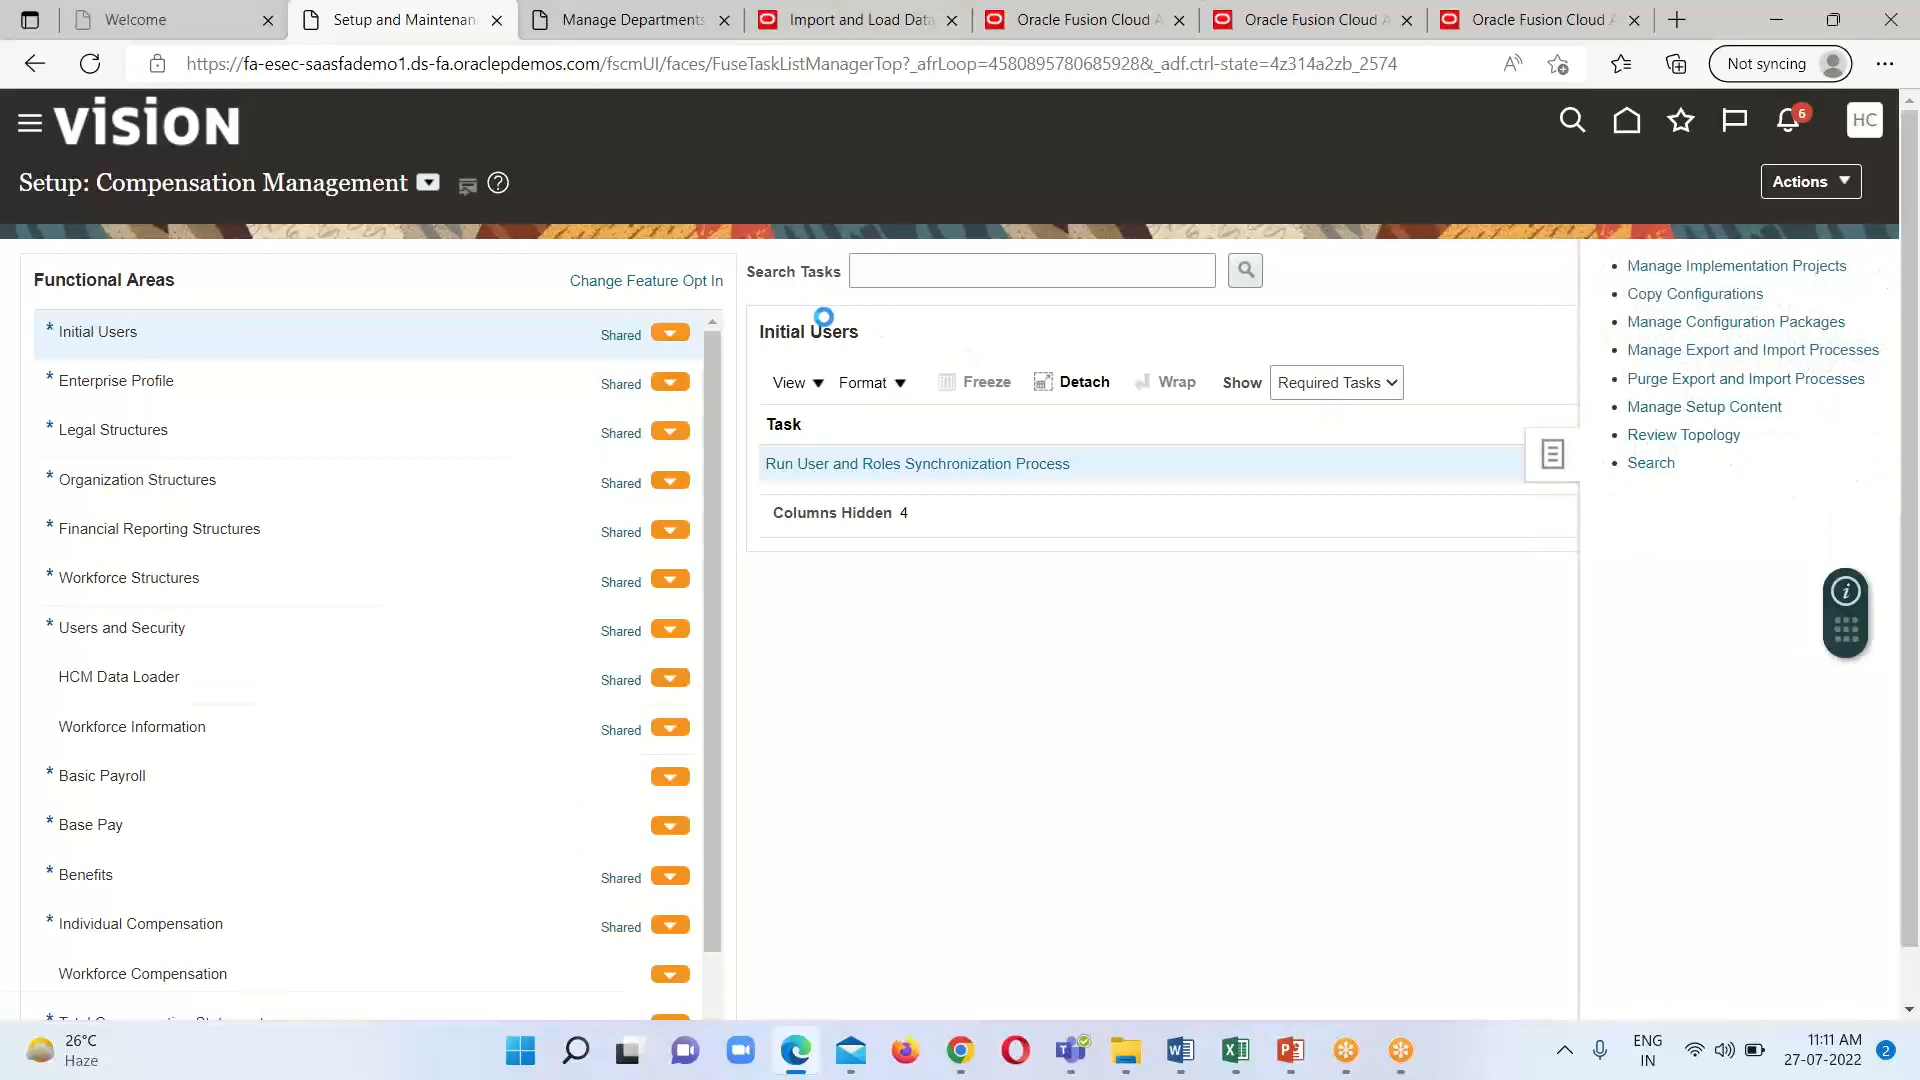 Welcome
Setup and Maintenan
Manage Departments
Import and Load Data
Oracle Fusion Cloud A
Oracle Fusion Cloud A
Oracle Fusion Cloud A
https://fa-esec-saasfademo1.ds-fa.oraclepdemos.com/fscmUI/faces/FuseTaskListManagerTop?_afrLoop=45808957806859288&_adf.ctrl-state=4z314a2zb_2574
Not syncing
VISION
6
HC
Setup: Compensation Management
Actions
Functional Areas
Change Feature Opt In
* Initial Users Shared
* Enterprise Profile Shared
* Legal Structures Shared
* Organization Structures Shared
* Financial Reporting Structures Shared
* Workforce Structures Shared
* Users and Security Shared
HCM Data Loader Shared
Workforce Information Shared
* Basic Payroll
* Base Pay
* Benefits Shared
* Individual Compensation Shared
Workforce Compensation
Search Tasks
Initial Users
View Format Freeze Detach Wrap Show Required Tasks
Task
Run User and Roles Synchronization Process
Columns Hidden 4
Manage Implementation Projects
Copy Configurations
Manage Configuration Packages
Manage Export and Import Processes
Purge Export and Import Processes
Manage Setup Content
Review Topology
Search
26°C
Haze
ENG
IN
11:11 AM
27-07-2022
2